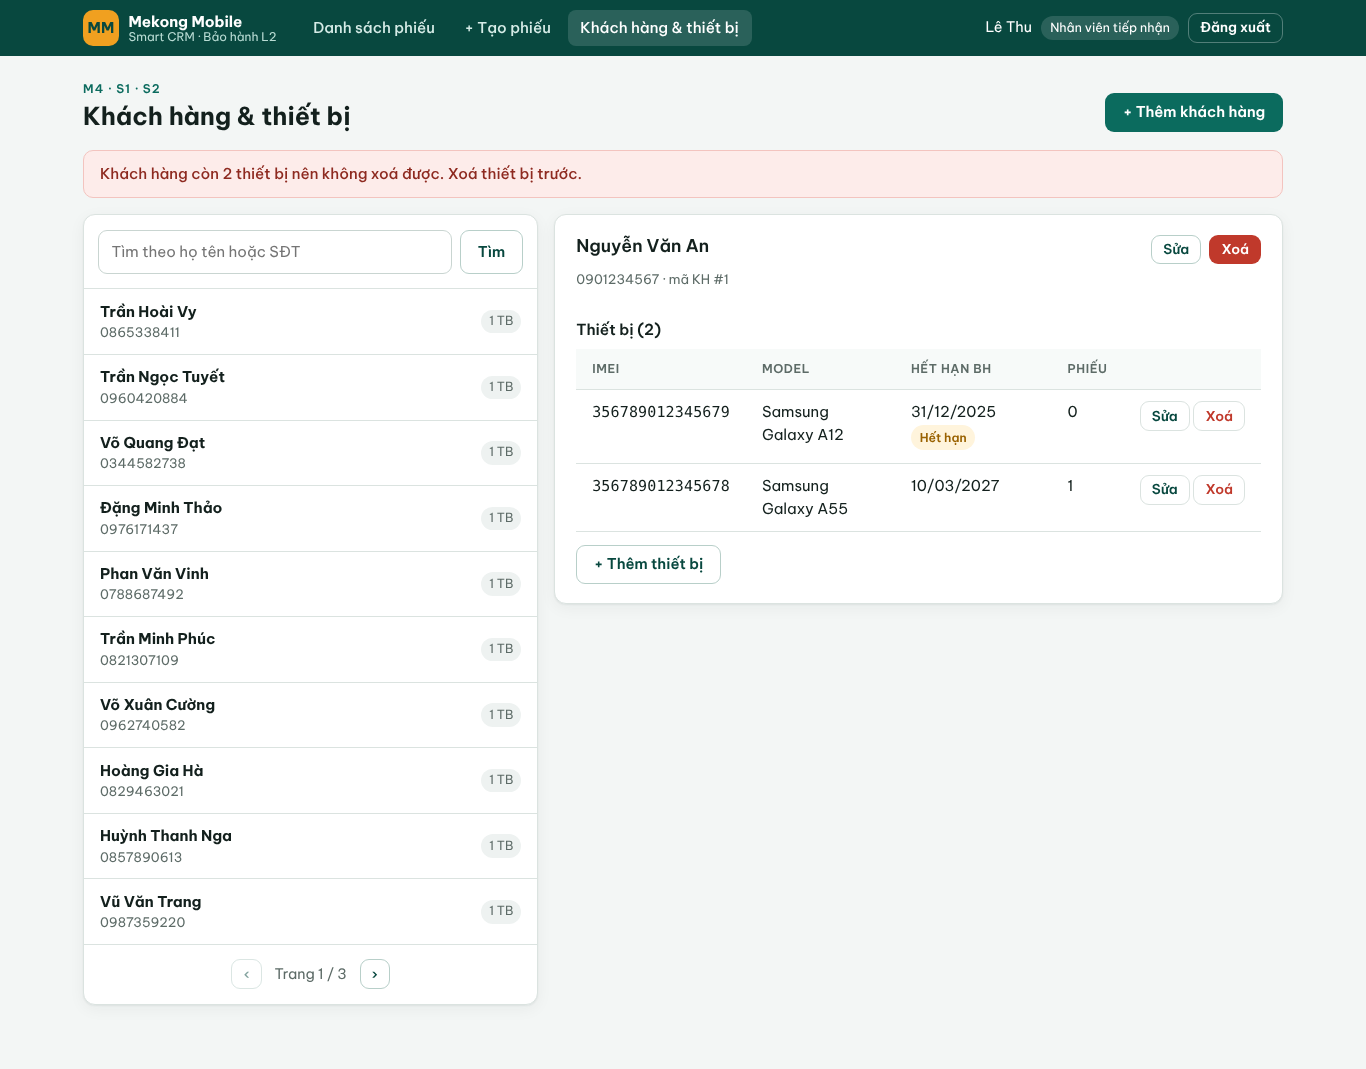 MM
Mekong Mobile
Smart CRM · Bảo hành L2
Danh sách phiếu
+ Tạo phiếu
Khách hàng & thiết bị
Lê Thu
Nhân viên tiếp nhận
Đăng xuất
M4 · S1 · S2
Khách hàng & thiết bị
+ Thêm khách hàng
Khách hàng còn 2 thiết bị nên không xoá được. Xoá thiết bị trước.
Tìm theo họ tên hoặc SĐT
Tìm
Trần Hoài Vy
0865338411
1 TB
Trần Ngọc Tuyết
0960420884
1 TB
Võ Quang Đạt
0344582738
1 TB
Đặng Minh Thảo
0976171437
1 TB
Phan Văn Vinh
0788687492
1 TB
Trần Minh Phúc
0821307109
1 TB
Võ Xuân Cường
0962740582
1 TB
Hoàng Gia Hà
0829463021
1 TB
Huỳnh Thanh Nga
0857890613
1 TB
Vũ Văn Trang
0987359220
1 TB
‹
Trang 1 / 3
›
Nguyễn Văn An
Sửa
Xoá
0901234567 · mã KH #1
Thiết bị (2)
IMEI
MODEL
HẾT HẠN BH
PHIẾU
356789012345679
Samsung
Galaxy A12
31/12/2025
Hết hạn
0
Sửa
Xoá
356789012345678
Samsung
Galaxy A55
10/03/2027
1
Sửa
Xoá
+ Thêm thiết bị